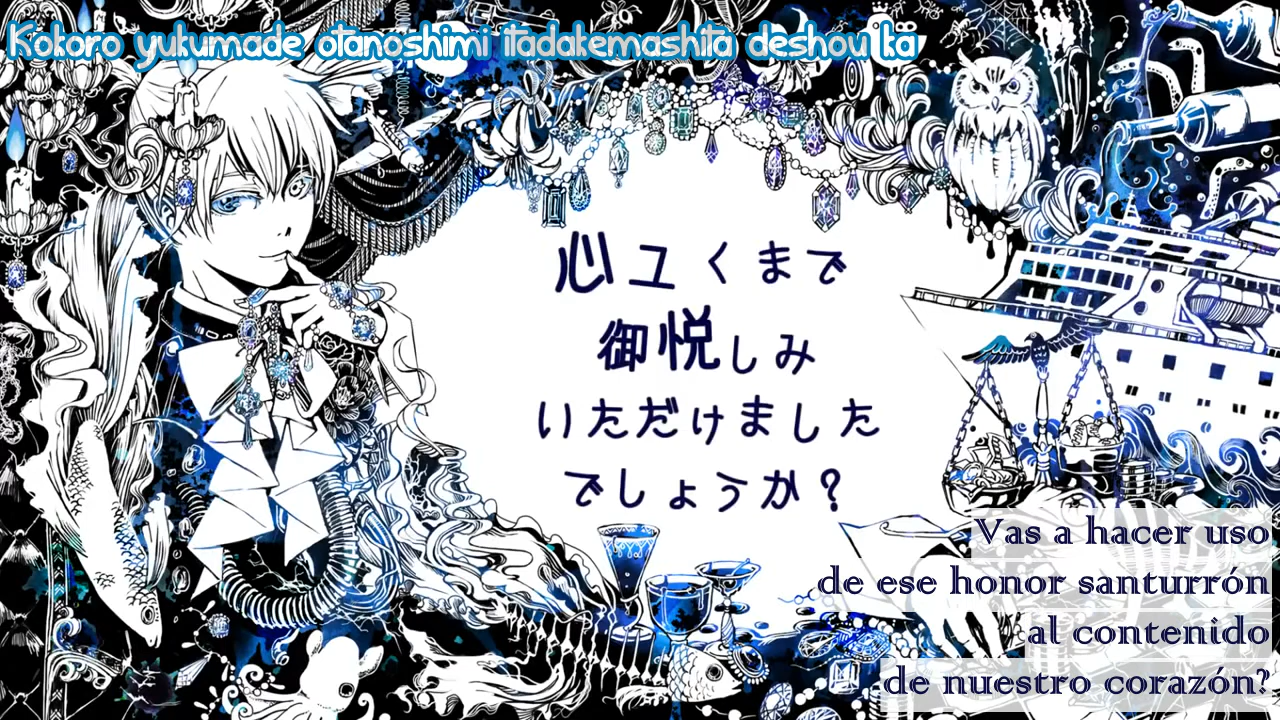 Kokoro yukumade otanoshimi itadakemashita deshou ka
心ユくまで
御悦しみ
いただけました
でしょうか?
Vas a hacer uso
de ese honor santurrón
al contenido
de nuestro corazón?